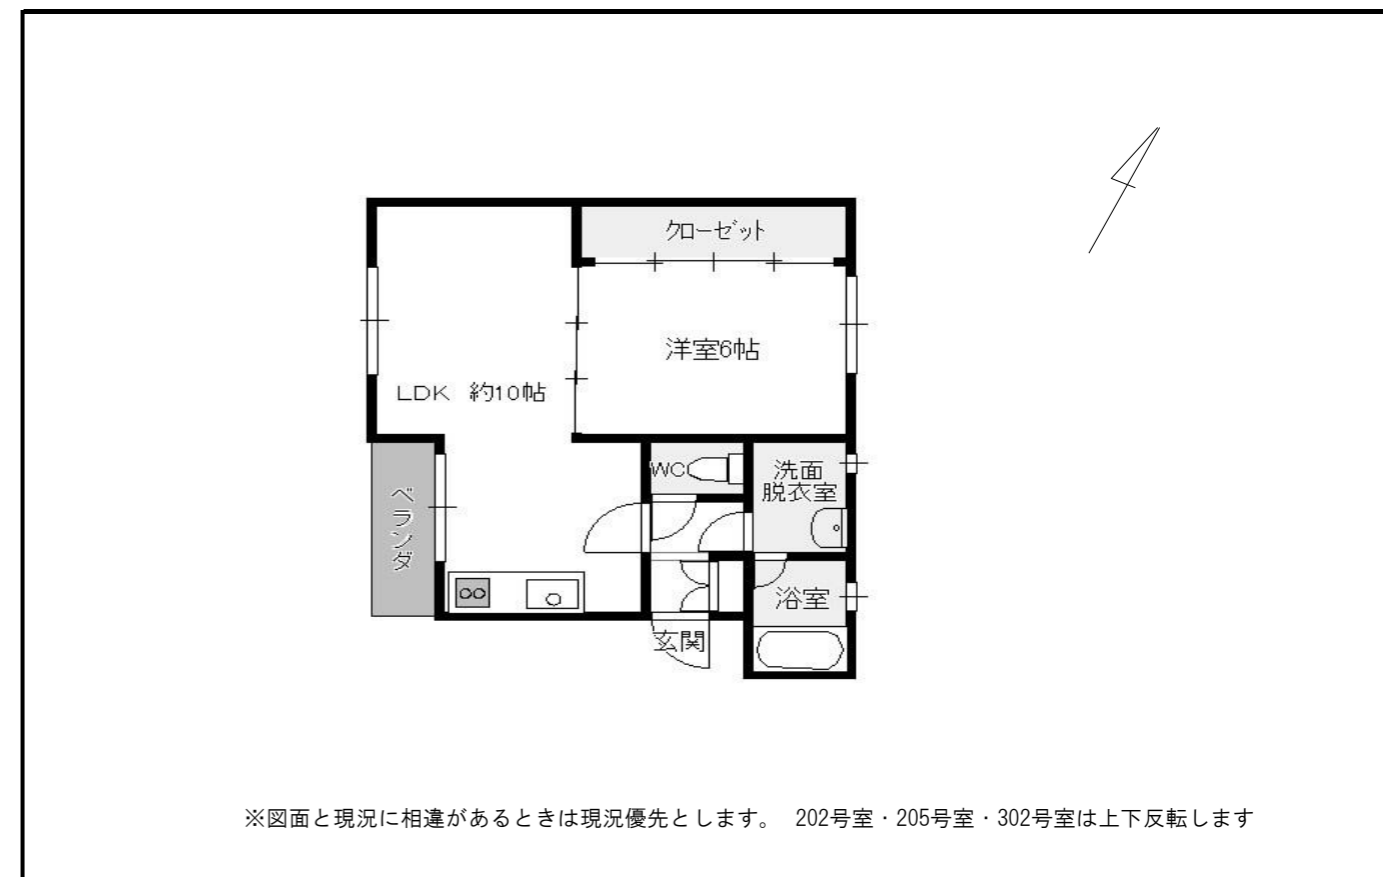 クローゼット
洋室6帖
LDK 約10帖
WC
洗面
脱衣室
ベランダ
浴室
玄関
※図面と現況に相違があるときは現況優先とします。 202号室・205号室・302号室は上下反転します